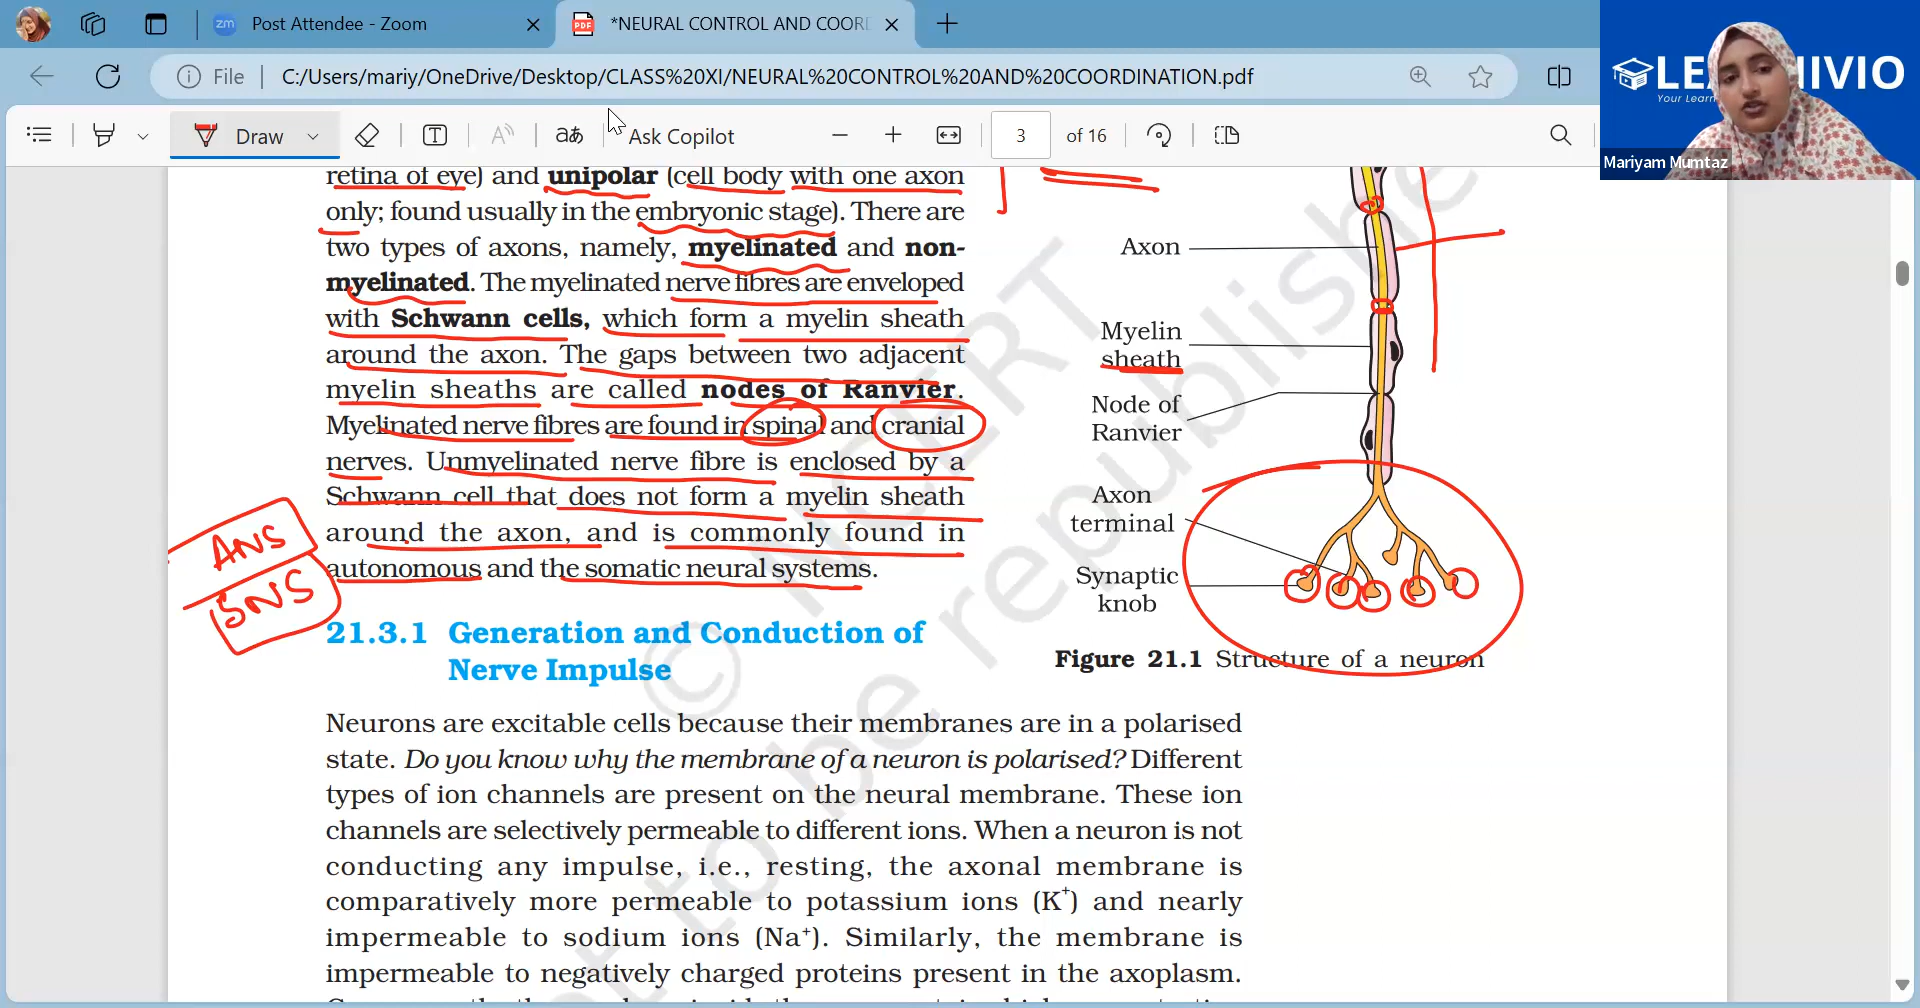 zm Post Attendee - Zoom
PDF *NEURAL CONTROL AND COORD
File C:/Users/mariy/OneDrive/Desktop/CLASS%20XI/NEURAL%20CONTROL%20AND%20COORDINATION.pdf
Draw
T
aあ
Ask Copilot
3 of 16
LEA NIVIO
Your Learn
Mariyam Mumtaz
retina of eye) and unipolar (cell body with one axon
only; found usually in the embryonic stage). There are
two types of axons, namely, myelinated and non-
myelinated. The myelinated nerve fibres are enveloped
with Schwann cells, which form a myelin sheath
around the axon. The gaps between two adjacent
myelin sheaths are called nodes of Ranvier.
Myelinated nerve fibres are found in spinal and cranial
nerves. Unmyelinated nerve fibre is enclosed by a
Schwann cell that does not form a myelin sheath
around the axon, and is commonly found in
autonomous and the somatic neural systems.
ANS
SNS
Axon
Myelin
sheath
Node of
Ranvier
Axon
terminal
Synaptic
knob
Figure 21.1 Structure of a neuron
21.3.1 Generation and Conduction of
Nerve Impulse
Neurons are excitable cells because their membranes are in a polarised
state. Do you know why the membrane of a neuron is polarised? Different
types of ion channels are present on the neural membrane. These ion
channels are selectively permeable to different ions. When a neuron is not
conducting any impulse, i.e., resting, the axonal membrane is
comparatively more permeable to potassium ions (K+) and nearly
impermeable to sodium ions (Na+). Similarly, the membrane is
impermeable to negatively charged proteins present in the axoplasm.
© NCERT
not to be republished